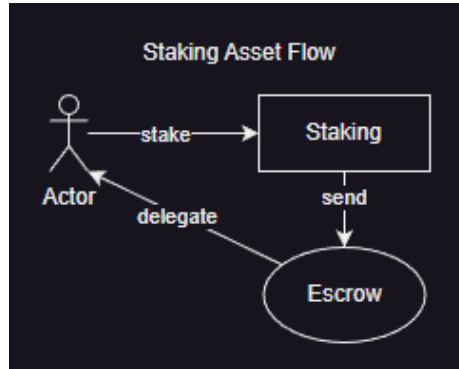 Staking Asset Flow
stake
Staking
Actor
send
delegate
Escrow